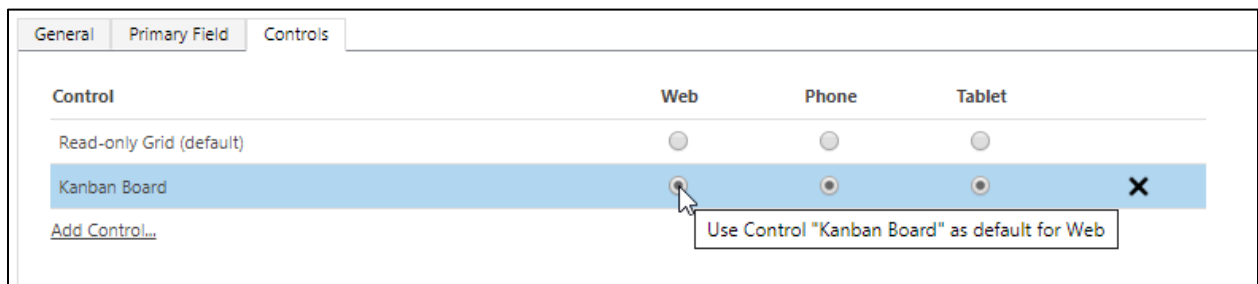 General Primary Field Controls
Control Web Phone Tablet
Read-only Grid (default)
Kanban Board
Add Control...
Use Control "Kanban Board" as default for Web